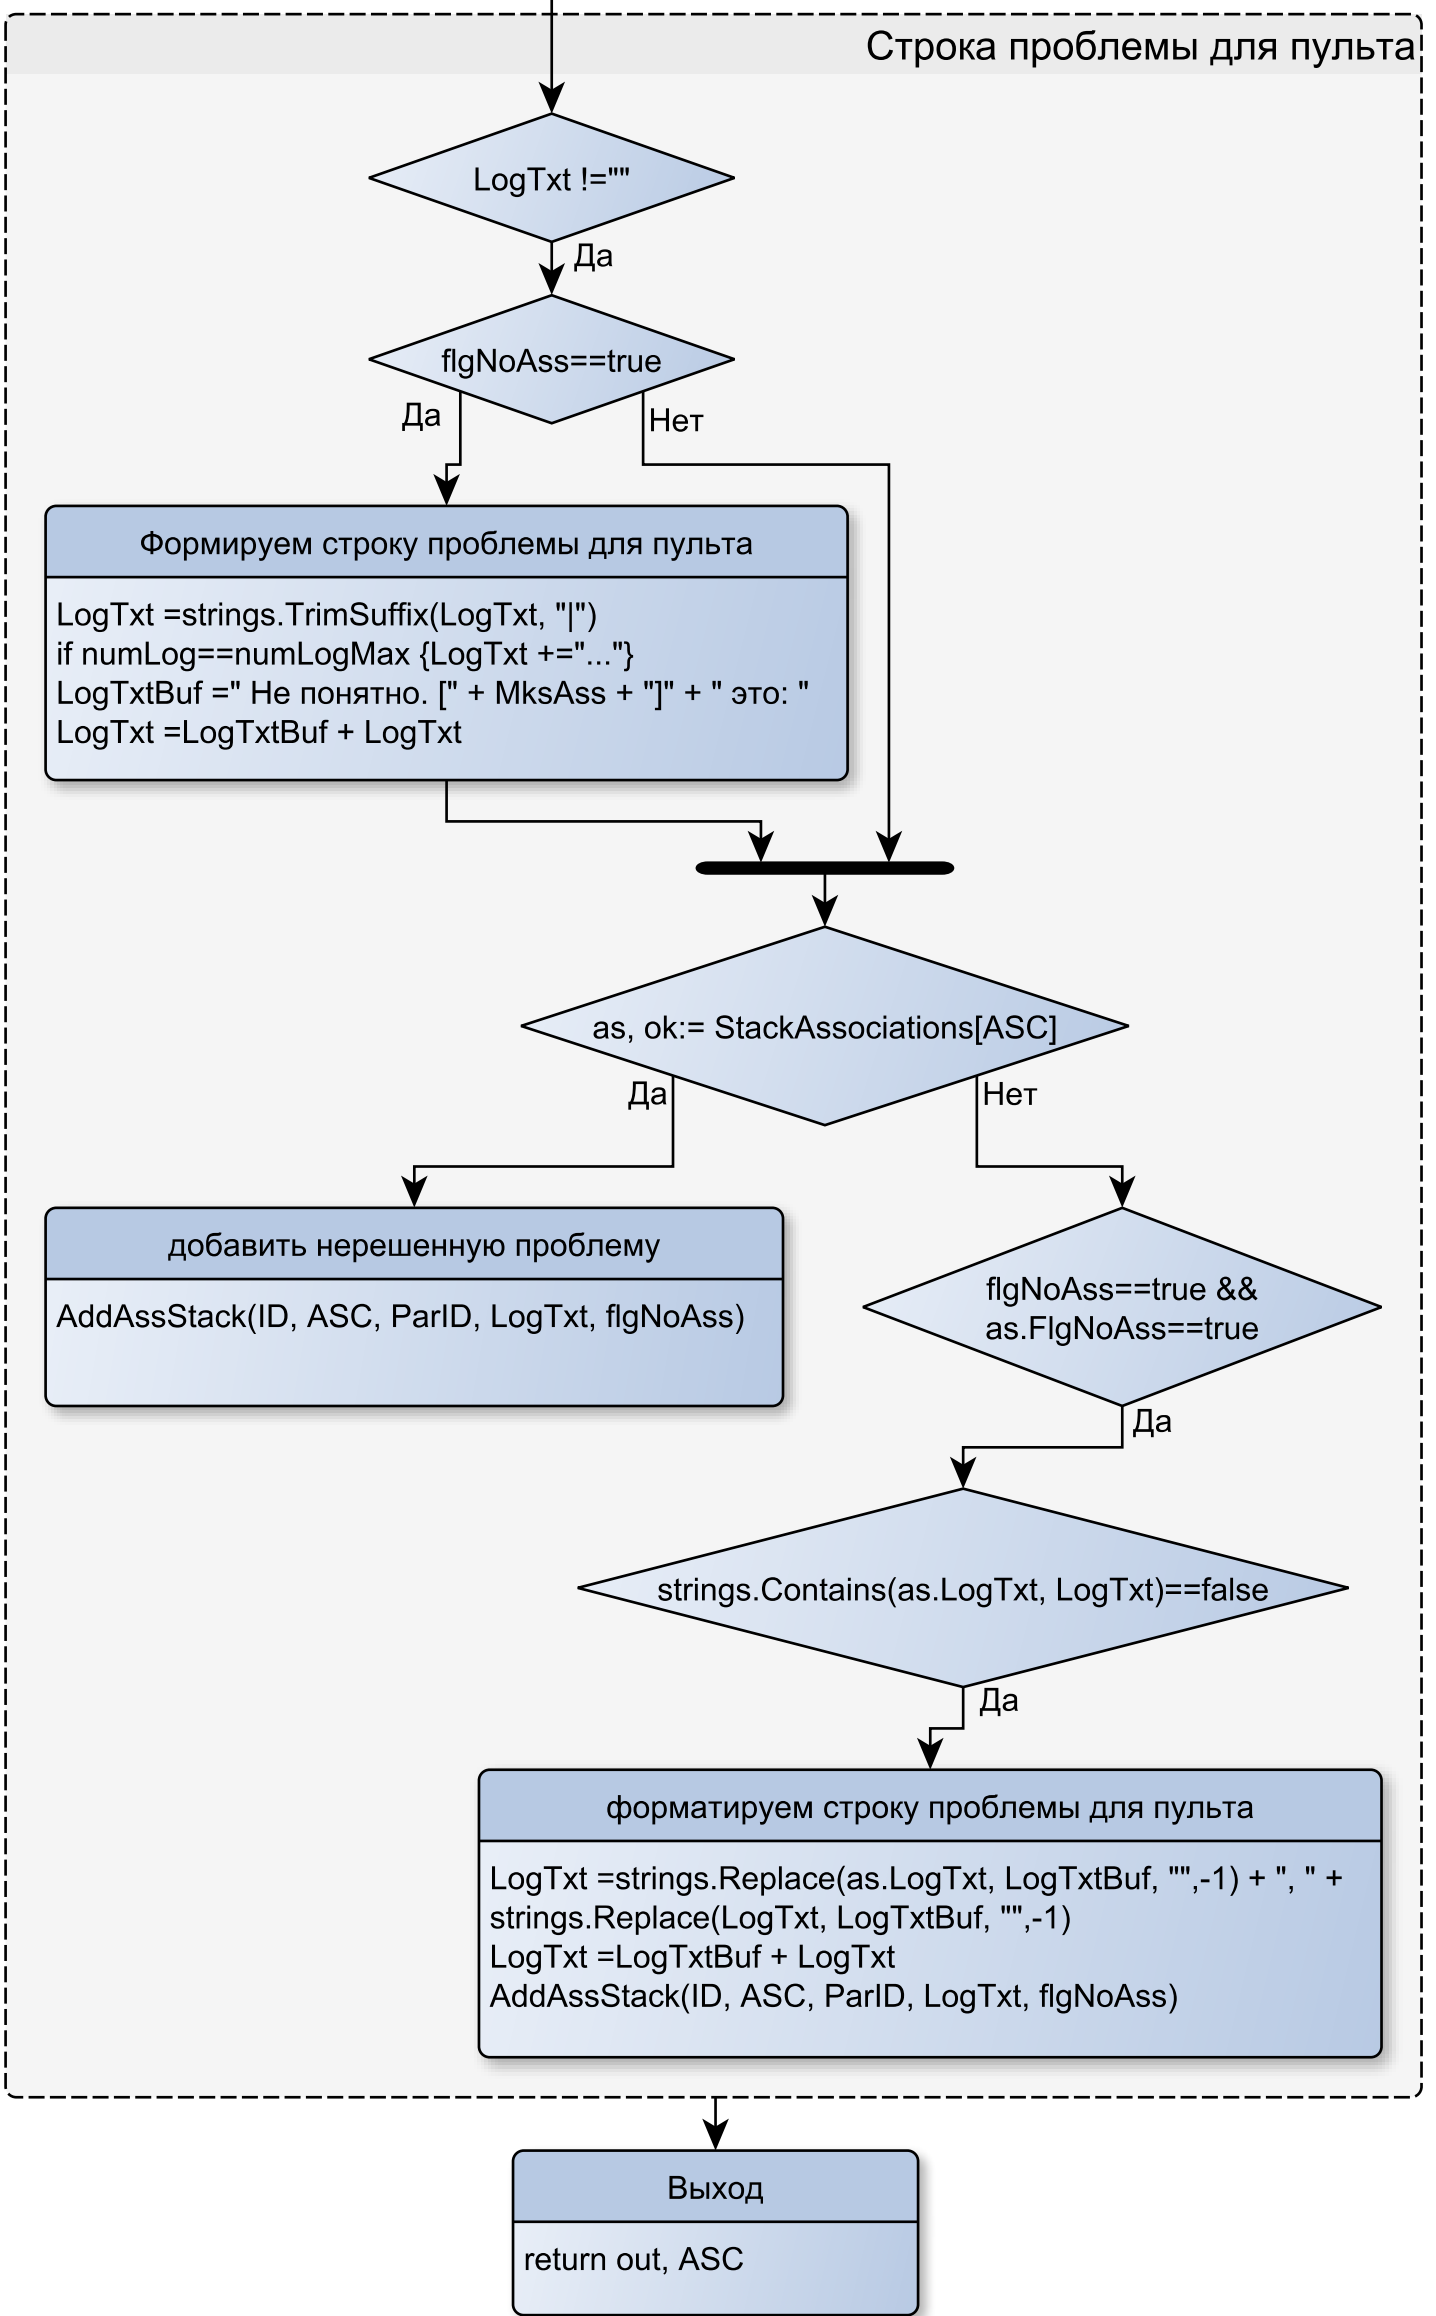 Строка проблемы для пульта
LogTxt !=""
Да
flgNoAss==true
Да
Нет
Формируем строку проблемы для пульта
LogTxt =strings.TrimSuffix(LogTxt, "|")
if numLog==numLogMax {LogTxt +="..."}
LogTxtBuf =" Не понятно. [" + MksAss + "]" + " это: "
LogTxt =LogTxtBuf + LogTxt
as, ok:= StackAssociations[ASC]
Да
Нет
добавить нерешенную проблему
AddAssStack(ID, ASC, ParID, LogTxt, flgNoAss)
flgNoAss==true &&
as.FlgNoAss==true
Да
strings.Contains(as.LogTxt, LogTxt)==false
Да
форматируем строку проблемы для пульта
LogTxt =strings.Replace(as.LogTxt, LogTxtBuf, "",-1) + ", " +
strings.Replace(LogTxt, LogTxtBuf, "",-1)
LogTxt =LogTxtBuf + LogTxt
AddAssStack(ID, ASC, ParID, LogTxt, flgNoAss)
Выход
return out, ASC